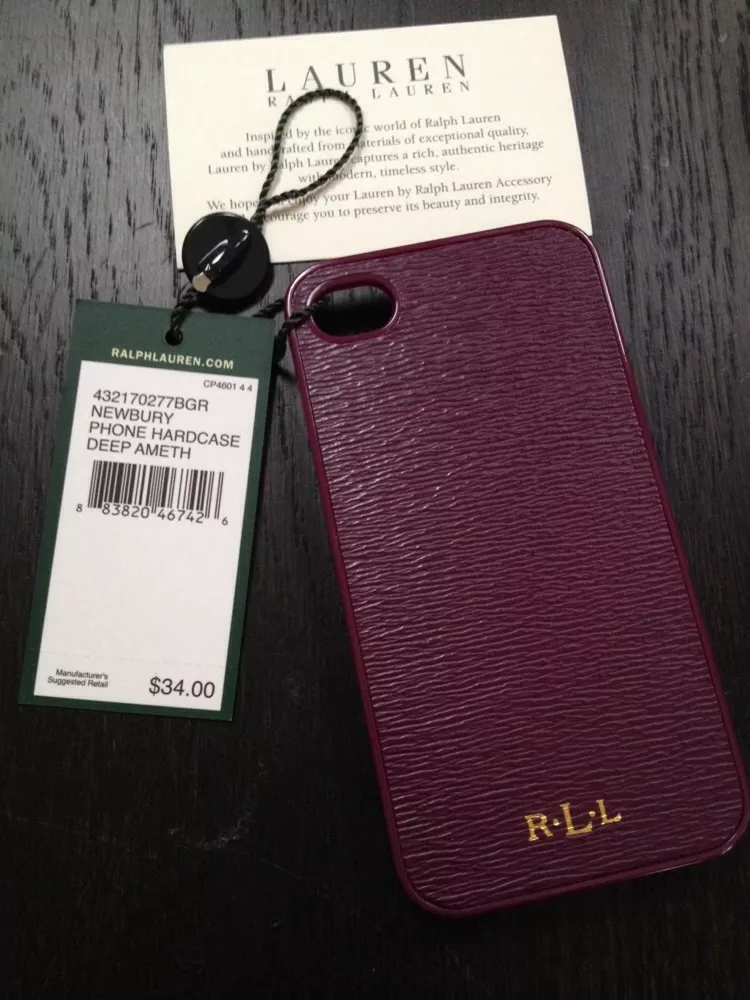 LAUREN
RALPH LAUREN
Inspired by the iconic world of Ralph Lauren
and handcrafted from materials of exceptional quality,
Lauren by Ralph Lauren captures a rich, authentic heritage
with modern, timeless style.
We hope enjoy your Lauren by Ralph Lauren Accessory
encourage you to preserve its beauty and integrity.
RALPHLAUREN.COM
CP4601 4 4
432170277BGR
NEWBURY
PHONE HARDCASE
DEEP AMETH
8 83820 46742 6
Manufacturer's
Suggested Retail
$34.00
R·L·L